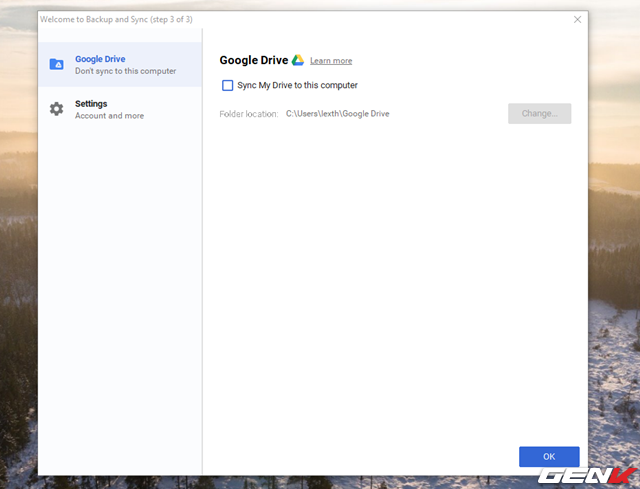 Welcome to Backup and Sync (step 3 of 3)
Google Drive
Don't sync to this computer
Settings
Account and more
Google Drive Learn more
Sync My Drive to this computer
Folder location: C:\Users\lexth\Google Drive Change...
OK
GENK